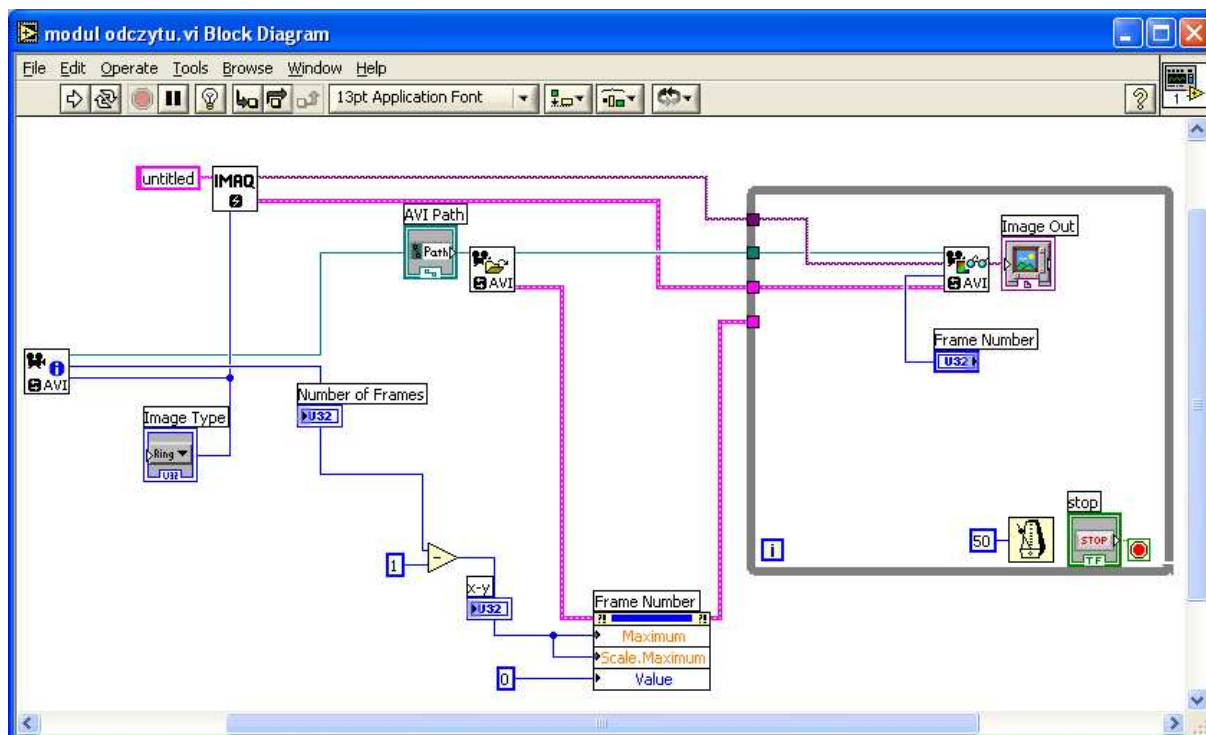 modul odczytu.vi Block Diagram
File Edit Operate Tools Browse Window Help
13pt Application Font
?
1
untitled
IMAQ
AVI Path
Path
AVI
Image Out
AVI
Frame Number
U32
AVI
Number of Frames
U32
Image Type
Ring
U32
1
x-y
U32
Frame Number
?! ?!
Maximum
Scale.Maximum
0 Value
i
50
stop
STOP
TF